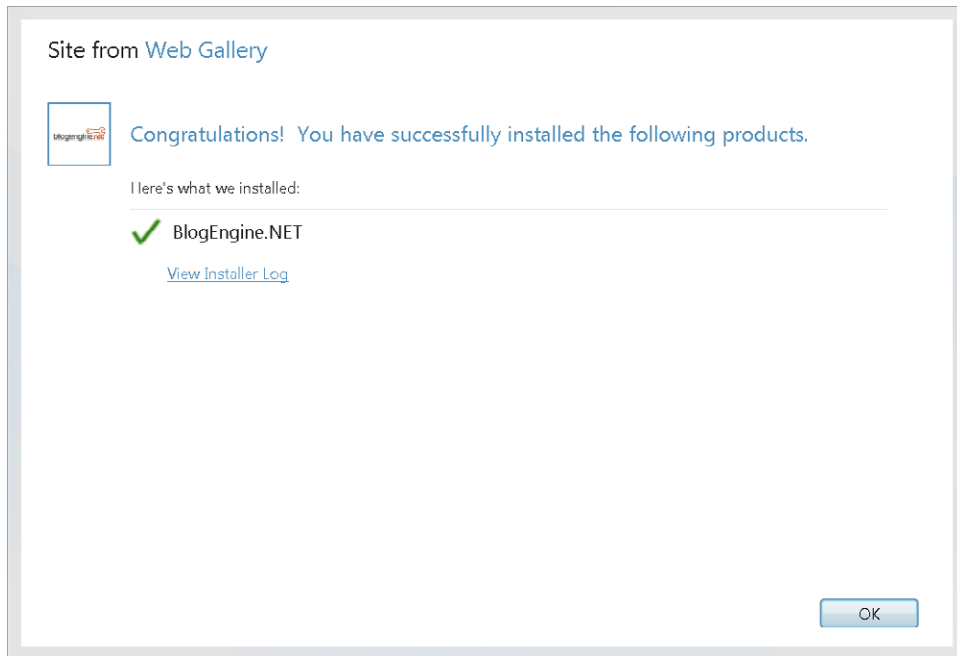 Site from Web Gallery
blogengine.net
Congratulations! You have successfully installed the following products.
Here's what we installed:
BlogEngine.NET
View Installer Log
OK